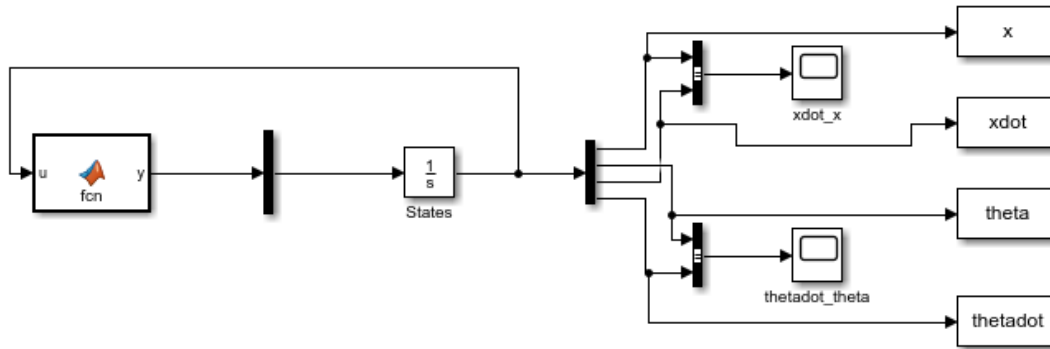 x
xdot_x
xdot
u
y
fcn
1
s
States
theta
thetadot_theta
thetadot